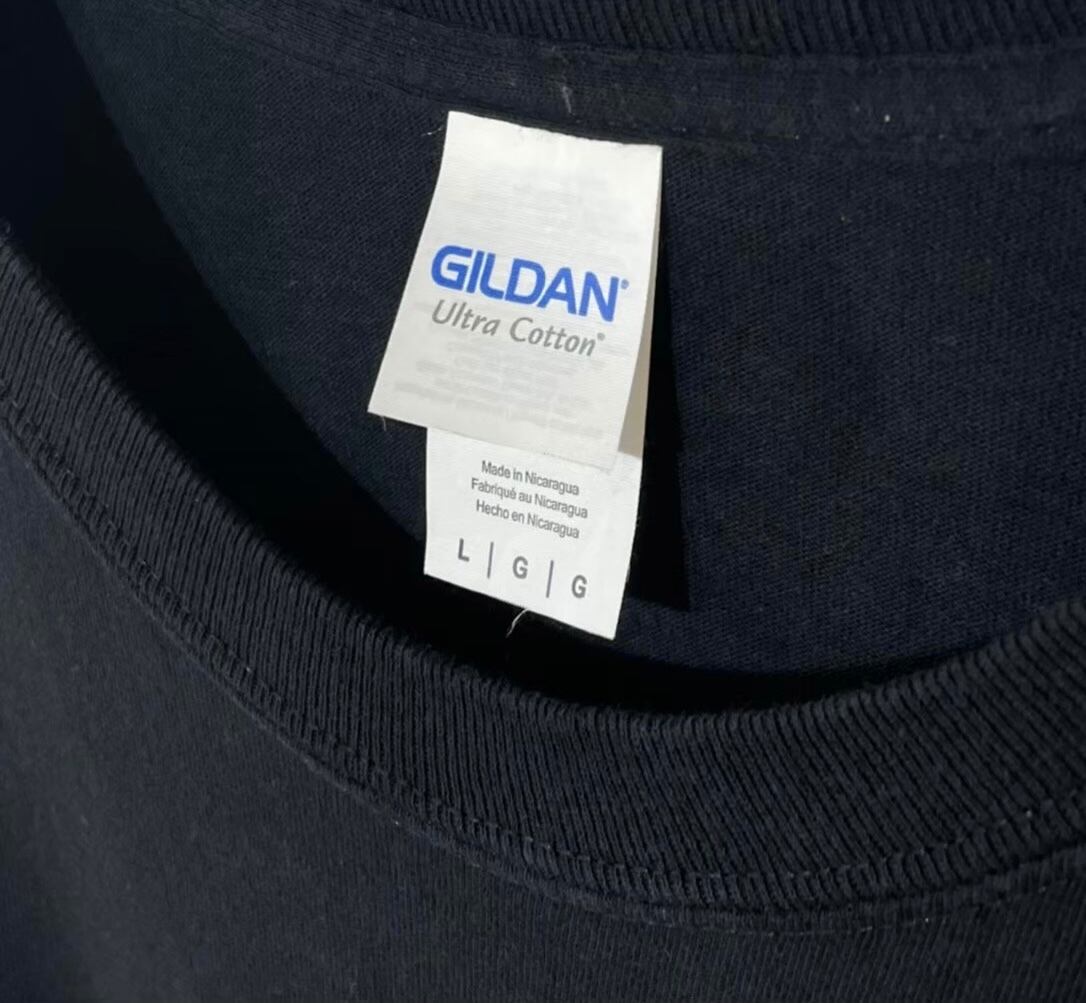 GILDAN®
Ultra Cotton®
Made in Nicaragua
Fabriqué au Nicaragua
Hecho en Nicaragua
L | G | G